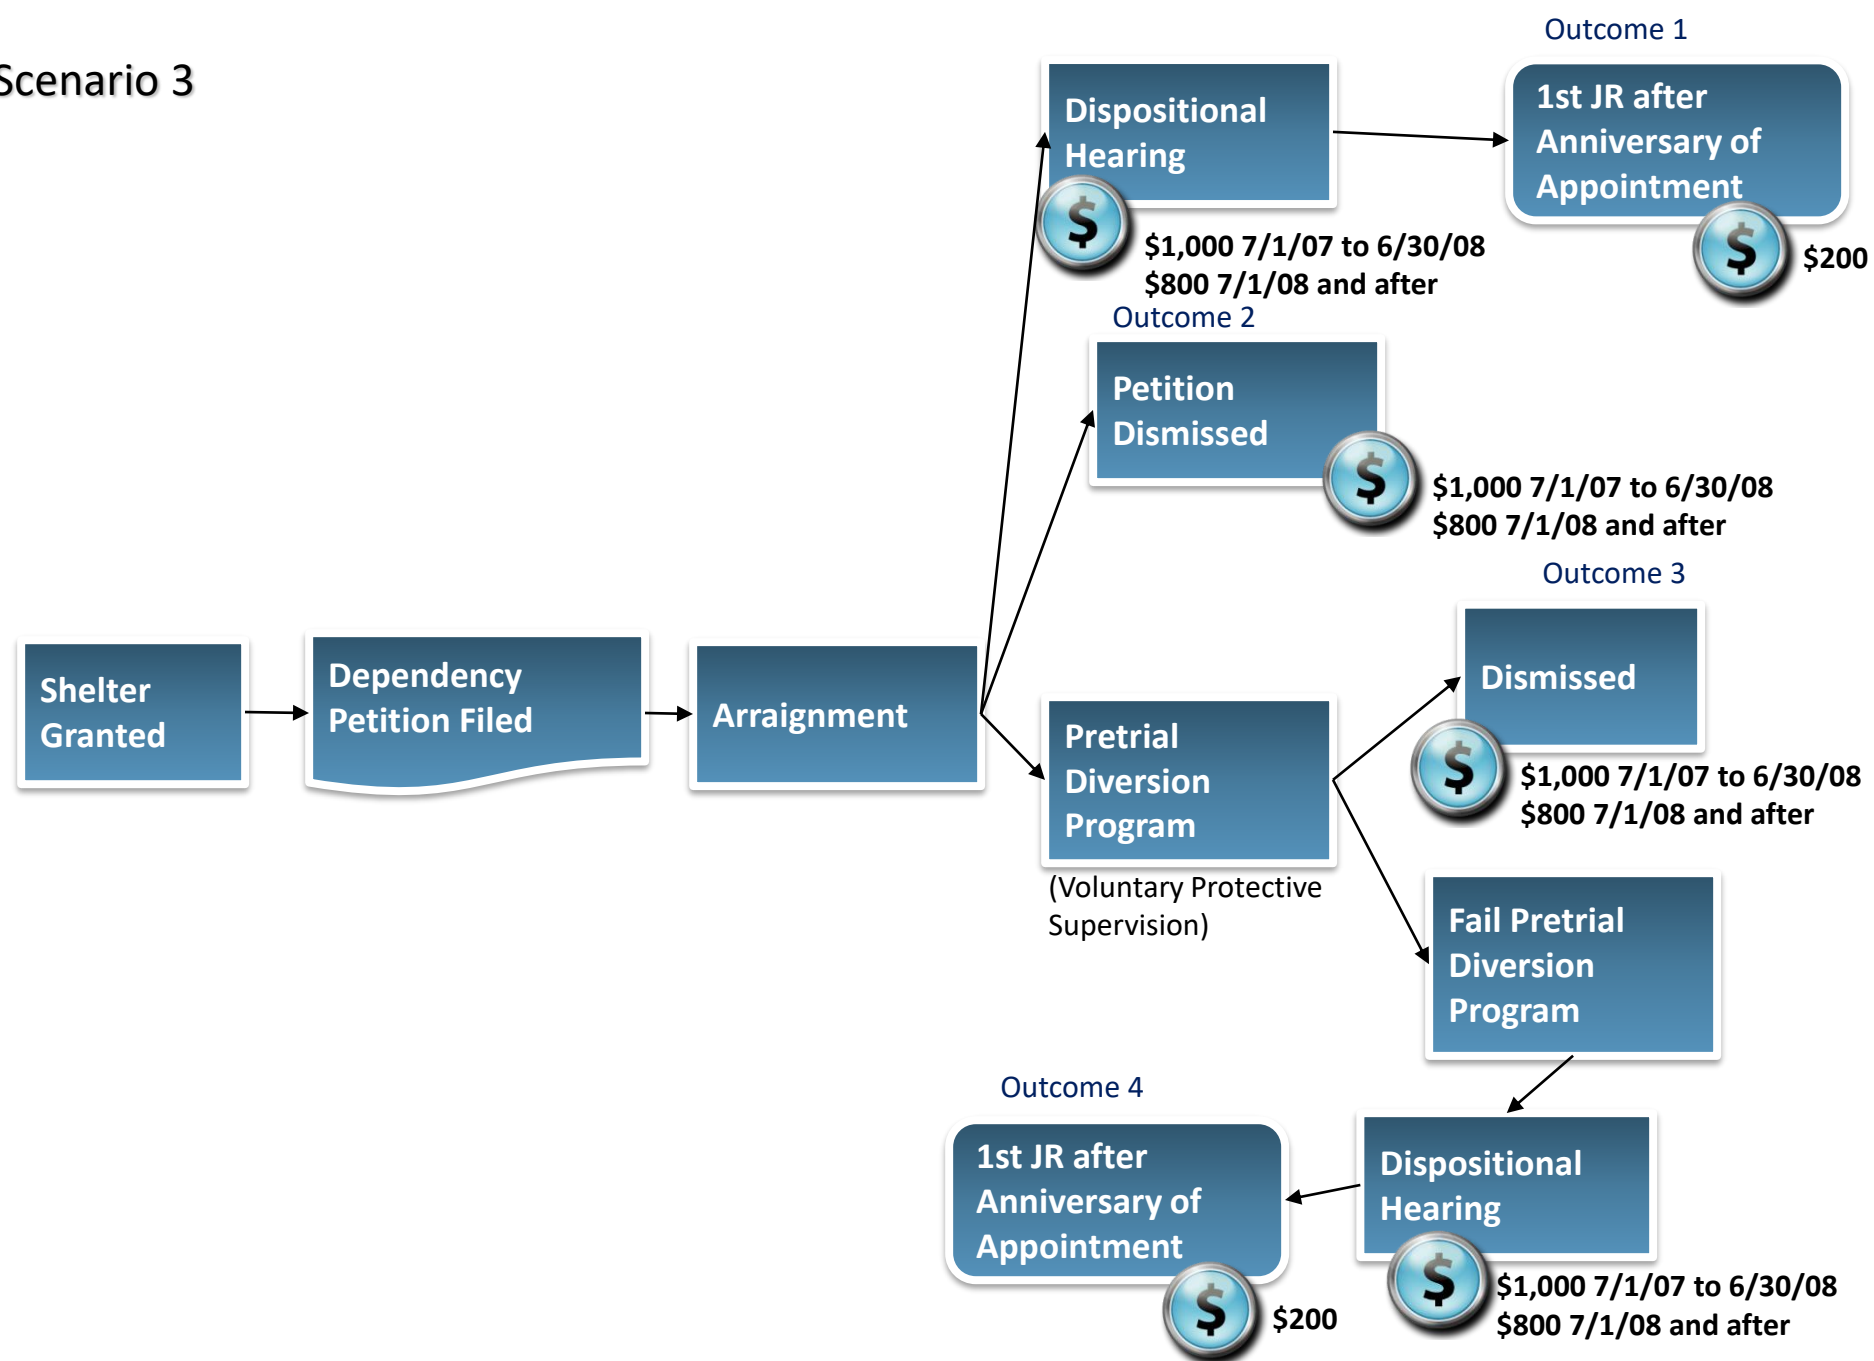 Scenario 3
Outcome 1
Dispositional
Hearing
1st JR after
Anniversary of
Appointment
$
$1,000 7/1/07 to 6/30/08
$800 7/1/08 and after
$
$200
Outcome 2
Petition
Dismissed
$
$1,000 7/1/07 to 6/30/08
$800 7/1/08 and after
Outcome 3
Shelter
Granted
Dependency
Petition Filed
Arraignment
Pretrial
Diversion
Program
(Voluntary Protective
Supervision)
Dismissed
$
$1,000 7/1/07 to 6/30/08
$800 7/1/08 and after
Fail Pretrial
Diversion
Program
Outcome 4
1st JR after
Anniversary of
Appointment
$
$200
Dispositional
Hearing
$
$1,000 7/1/07 to 6/30/08
$800 7/1/08 and after